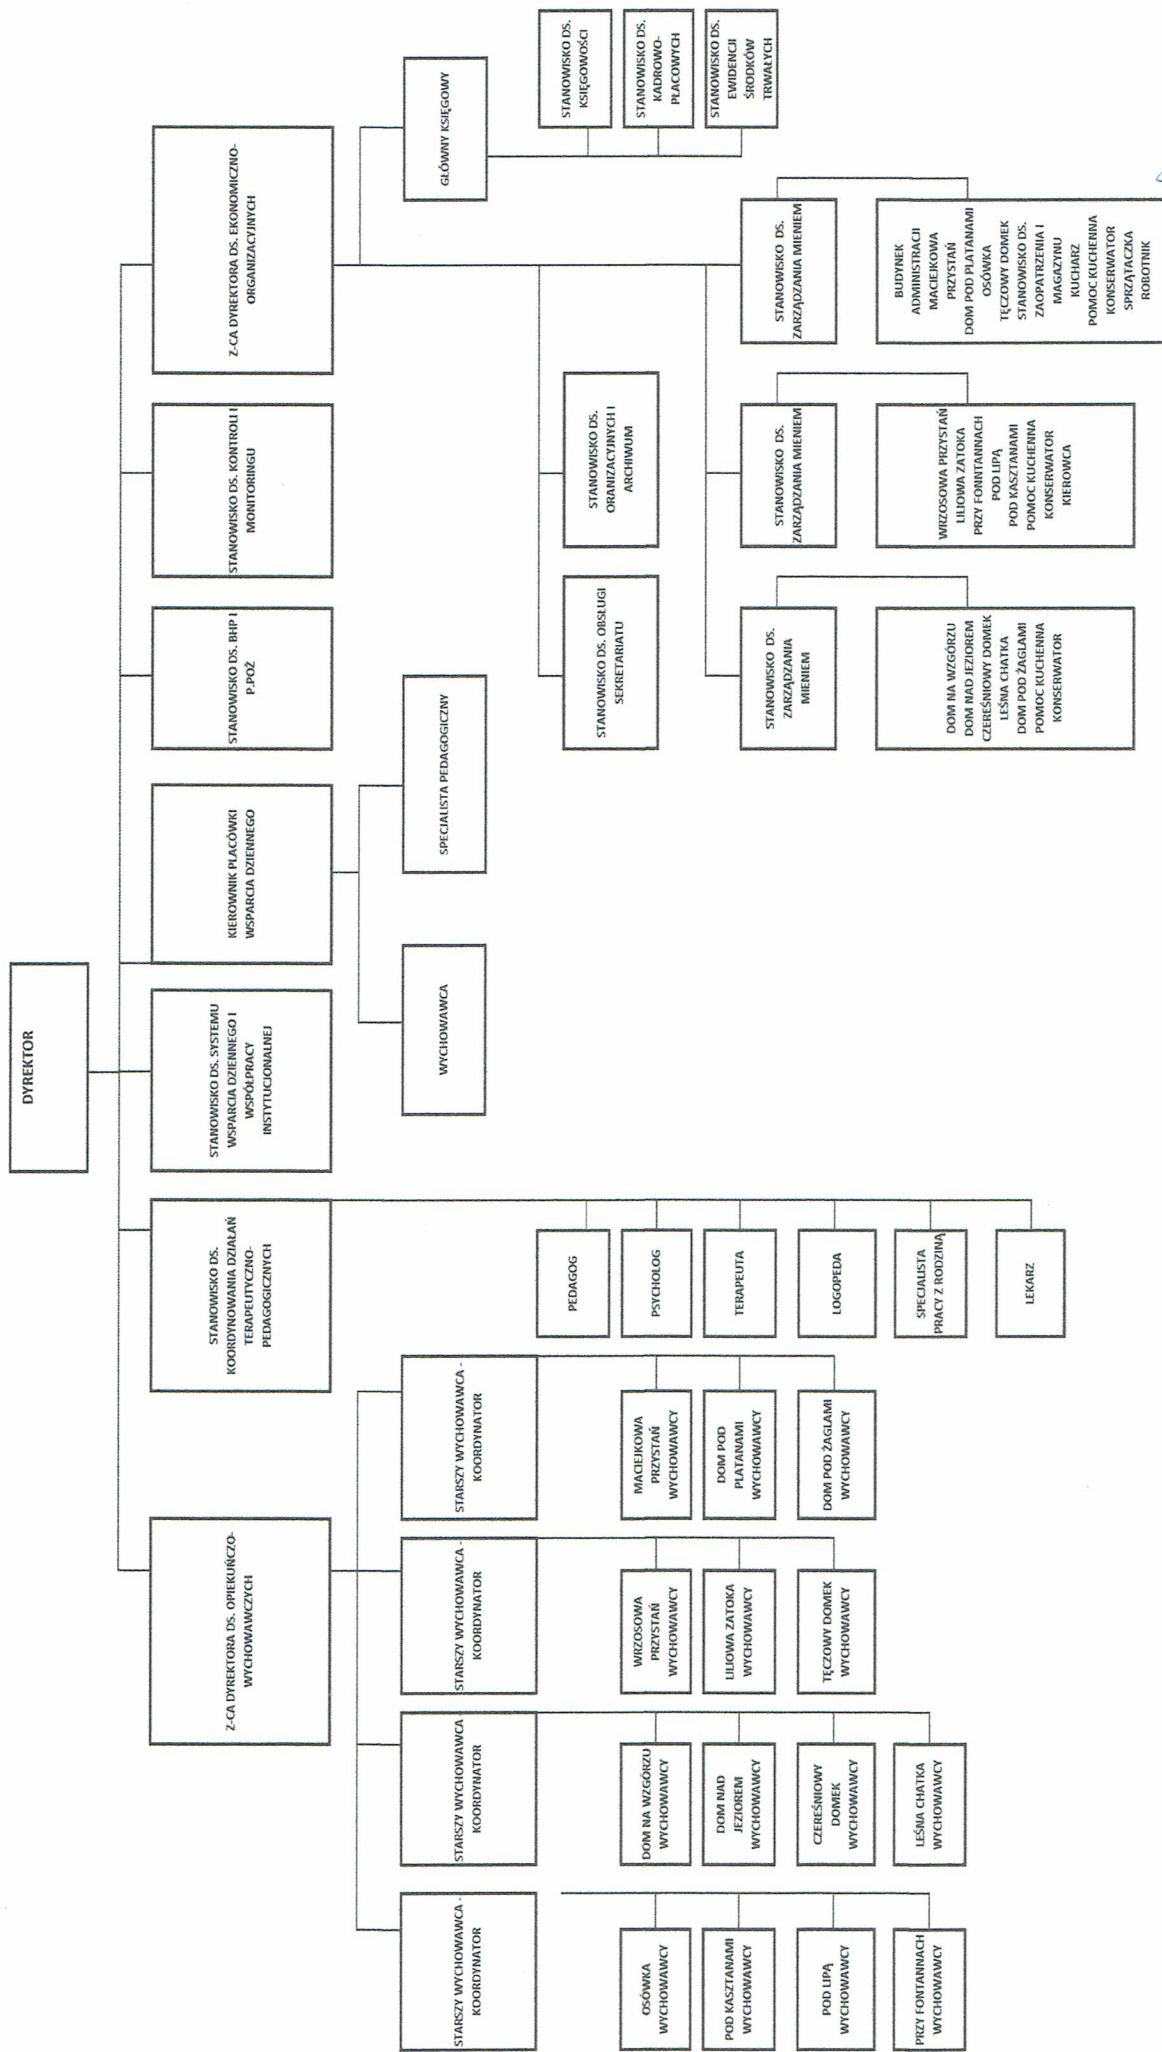 DYREKTOR
Z-CA DYREKTORA DS. OPIEKUŃCZO-
WYCHOWAWCZYCH
STANOWISKO DS.
KOORDYNOWANIA DZIAŁAŃ
TERAPEUTYCZNO-
PEDAGOGICZNYCH
STANOWISKO DS. SYSTEMU
WSPARCIA DZIENNEGO I
WSPÓŁPRACY
INSTYTUCJONALNEJ
KIEROWNIK PLACÓWKI
WSPARCIA DZIENNEGO
STANOWISKO DS. BHP I
P.POŻ
STANOWISKO DS. KONTROLI I
MONITORINGU
Z-CA DYREKTORA DS. EKONOMICZNO-
ORGANIZACYJNYCH
STARSZY WYCHOWAWCA -
KOORDYNATOR
STARSZY WYCHOWAWCA -
KOORDYNATOR
STARSZY WYCHOWAWCA -
KOORDYNATOR
STARSZY WYCHOWAWCA -
KOORDYNATOR
WYCHOWAWCA
SPECJALISTA PEDAGOGICZNY
GŁÓWNY KSIĘGOWY
OSÓWKA
WYCHOWAWCY
POD KASZTANAMI
WYCHOWAWCY
POD LIPĄ
WYCHOWAWCY
PRZY FONTANNACH
WYCHOWAWCY
DOM NA WZGÓRZU
WYCHOWAWCY
DOM NAD
JEZIOREM
WYCHOWAWCY
CZEREŚNIOWY
DOMEK
WYCHOWAWCY
LEŚNA CHATKA
WYCHOWAWCY
WRZOSOWA
PRZYSTAŃ
WYCHOWAWCY
LILIOWA ZATOKA
WYCHOWAWCY
TĘCZOWY DOMEK
WYCHOWAWCY
MACIEJKOWA
PRZYSTAŃ
WYCHOWAWCY
DOM POD
PLATANAMI
WYCHOWAWCY
DOM POD ŻAGLAMI
WYCHOWAWCY
PEDAGOG
PSYCHOLOG
TERAPEUTA
LOGOPEDA
SPECJALISTA
PRACY Z RODZINĄ
LEKARZ
STANOWISKO DS. OBSŁUGI
SEKRETARIATU
STANOWISKO DS.
ORANIZACYJNYCH I
ARCHIWUM
STANOWISKO DS.
KSIĘGOWOŚCI
STANOWISKO DS.
KADROWO-
PŁACOWYCH
STANOWISKO DS.
EWIDENCJI
ŚRODKÓW
TRWAŁYCH
STANOWISKO DS.
ZARZĄDZANIA
MIENIEM
STANOWISKO DS.
ZARZĄDZANIA MIENIEM
STANOWISKO DS.
ZARZĄDZANIA MIENIEM
DOM NA WZGÓRZU
DOM NAD JEZIOREM
CZEREŚNIOWY DOMEK
LEŚNA CHATKA
DOM POD ŻAGLAMI
POMOC KUCHENNA
KONSERWATOR
WRZOSOWA PRZYSTAŃ
LILIOWA ZATOKA
PRZY FONNTANNACH
POD LIPĄ
POD KASZTANAMI
POMOC KUCHENNA
KONSERWATOR
KIEROWCA
BUDYNEK
ADMINISTRACJI
MACIEJKOWA
PRZYSTAŃ
DOM POD PLATANAMI
OSÓWKA
TĘCZOWY DOMEK
STANOWISKO DS.
ZAOPATRZENIA I
MAGAZYNU
KUCHARZ
POMOC KUCHENNA
KONSERWATOR
SPRZĄTACZKA
ROBOTNIK